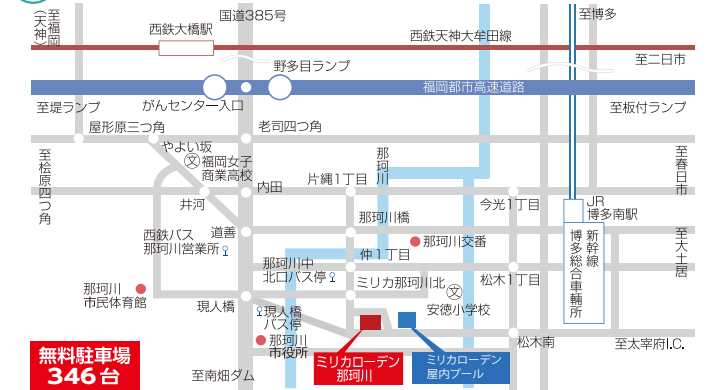 至福岡
（天神）
国道385号
至博多
西鉄大橋駅
西鉄天神大牟田線
至二日市
野多目ランプ
福岡都市高速道路
至堤ランプ
がんセンター入口
至板付ランプ
屋形原三つ角
老司四つ角
やよい坂
文
福岡女子
商業高校
那珂川
至春日市
至桧原四つ角
内田
片縄1丁目
井河
今光1丁目
JR
博多南駅
那珂川橋
道善
西鉄バス
那珂川営業所
那珂川交番
新幹線
博多総合車輌所
至大土居
仲1丁目
那珂川中
北口バス停
ミリカ那珂川北
松木1丁目
文
安徳小学校
那珂川
市民体育館
現人橋
現人橋
バス停
那珂川
市役所
松木南
至太宰府I.C.
無料駐車場
346台
ミリカローデン
那珂川
ミリカローデン
屋内プール
至南畑ダム